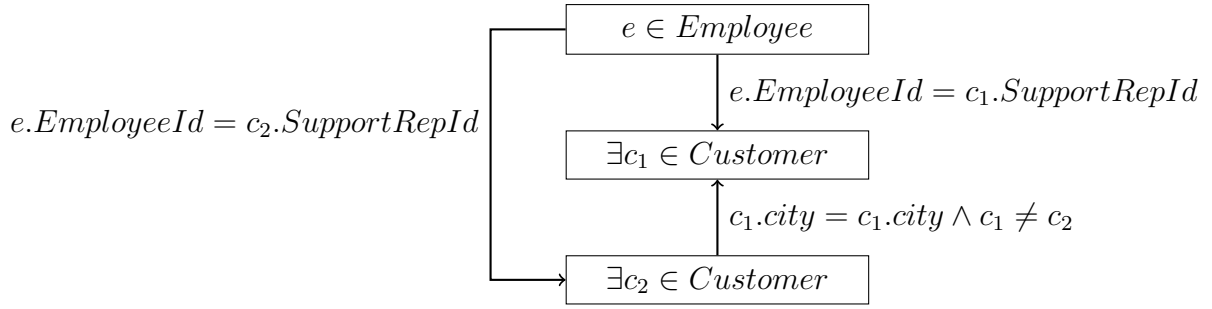 e ∈ Employee
e.EmployeeId = c₁.SupportRepId
e.EmployeeId = c₂.SupportRepId
∃c₁ ∈ Customer
c₁.city = c₁.city ∧ c₁ ≠ c₂
∃c₂ ∈ Customer